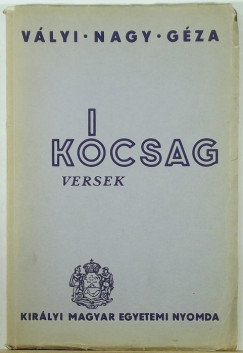 VÁLYI · NAGY · GÉZA
KÓCSAG
VERSEK
KIRÁLYI MAGYAR EGYETEMI NYOMDA